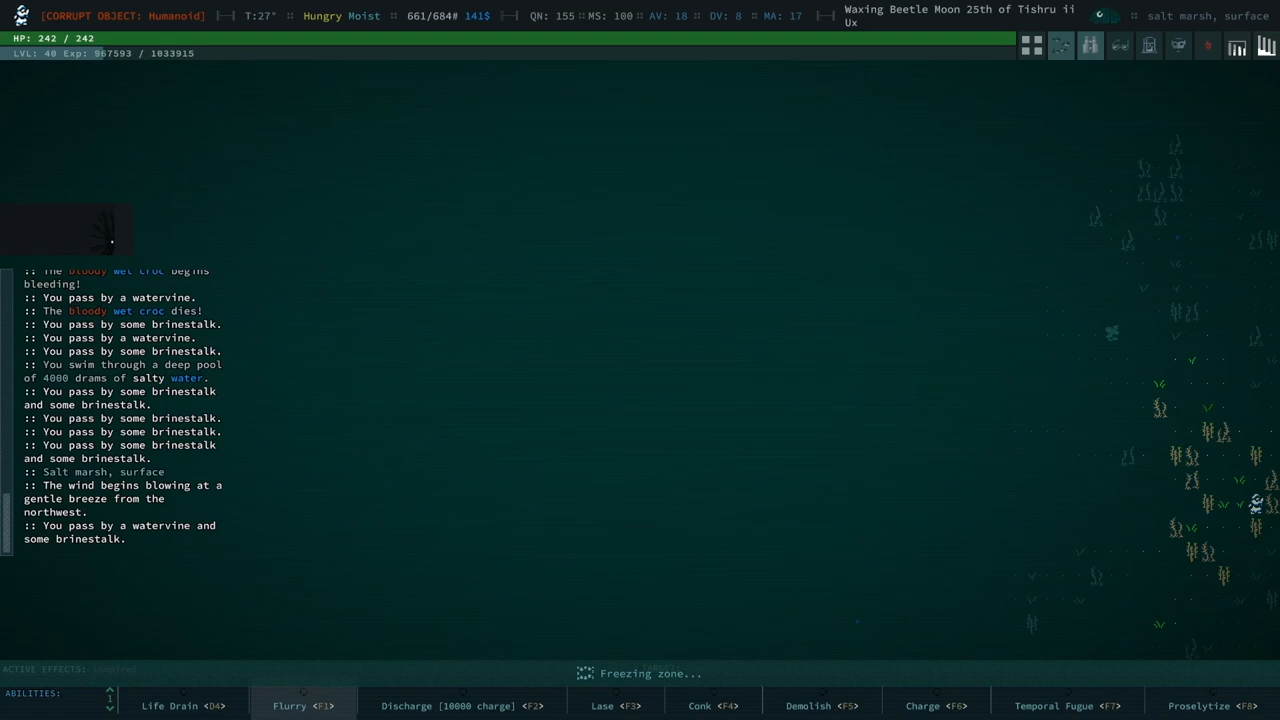 [CORRUPT OBJECT: Humanoid] T:27° :: Hungry Moist :: 661/684# 141$ QN: 155 :: MS: 100 :: AV: 18 :: DV: 8 :: MA: 17 Waxing Beetle Moon 25th of Tishru ii :: salt marsh, surface
Ux
HP: 242 / 242
LVL: 40 Exp: 967593 / 1033915
:: The bloody wet croc begins
bleeding!
:: You pass by a watervine.
:: The bloody wet croc dies!
:: You pass by some brinestalk.
:: You pass by a watervine.
:: You pass by some brinestalk.
:: You swim through a deep pool
of 4000 drams of salty water.
:: You pass by some brinestalk
and some brinestalk.
:: You pass by some brinestalk.
:: You pass by some brinestalk.
:: You pass by some brinestalk
and some brinestalk.
:: Salt marsh, surface
:: The wind begins blowing at a
gentle breeze from the
northwest.
:: You pass by a watervine and
some brinestalk.
ACTIVE EFFECTS:
Freezing zone...
ABILITIES: 1 Life Drain <D4> Flurry <F1> Discharge [10000 charge] <F2> Lase <F3> Conk <F4> Demolish <F5> Charge <F6> Temporal Fugue <F7> Proselytize <F8>